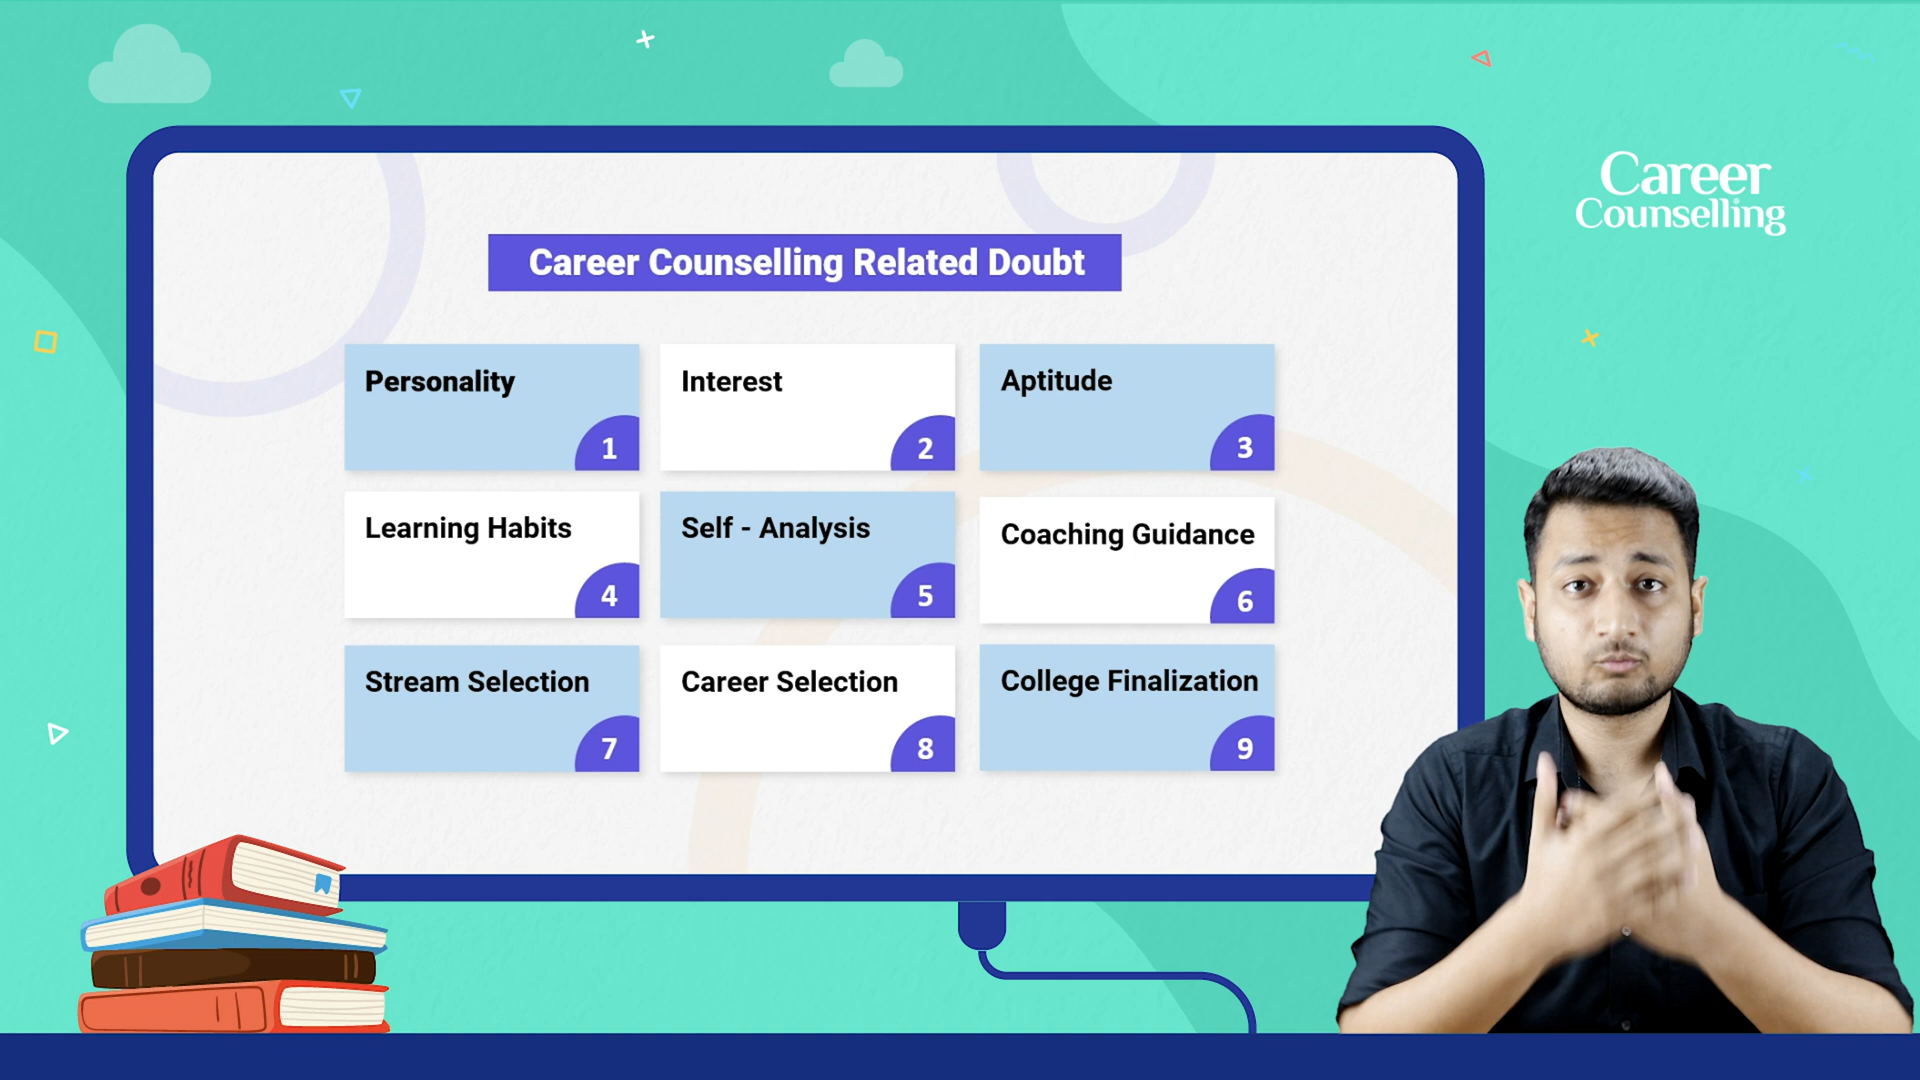 Career
Counselling
Career Counselling Related Doubt
Personality
1
Interest
2
Aptitude
3
Learning Habits
4
Self - Analysis
5
Coaching Guidance
6
Stream Selection
7
Career Selection
8
College Finalization
9